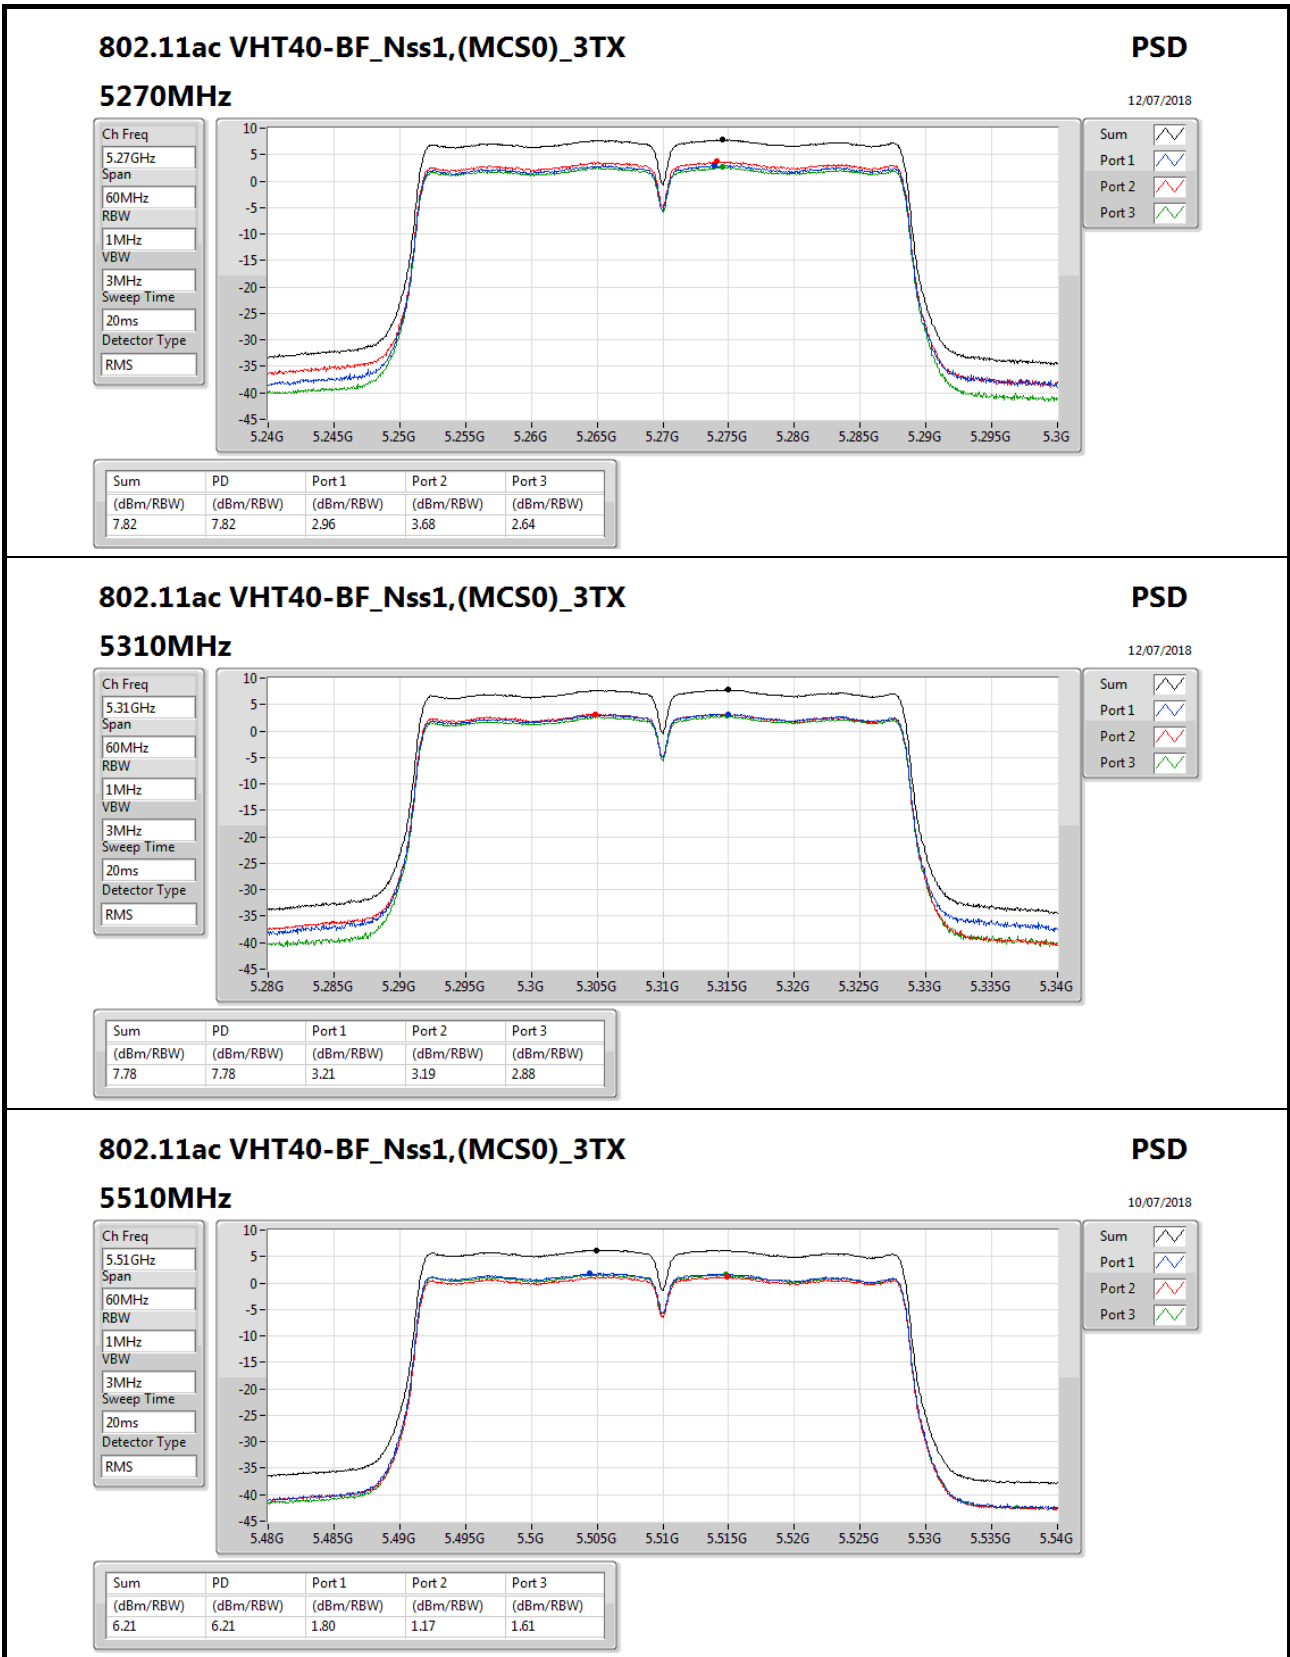 802.11ac VHT40-BF_Nss1,(MCS0)_3TX PSD
5270MHz 12/07/2018
Ch Freq
5.27GHz
Span
60MHz
RBW
1MHz
VBW
3MHz
Sweep Time
20ms
Detector Type
RMS
10
5
0
-5
-10
-15
-20
-25
-30
-35
-40
-45
5.24G 5.245G 5.25G 5.255G 5.26G 5.265G 5.27G 5.275G 5.28G 5.285G 5.29G 5.295G 5.3G
Sum
Port 1
Port 2
Port 3
Sum PD Port 1 Port 2 Port 3
(dBm/RBW) (dBm/RBW) (dBm/RBW) (dBm/RBW) (dBm/RBW)
7.82 7.82 2.96 3.68 2.64
802.11ac VHT40-BF_Nss1,(MCS0)_3TX PSD
5310MHz 12/07/2018
Ch Freq
5.31GHz
Span
60MHz
RBW
1MHz
VBW
3MHz
Sweep Time
20ms
Detector Type
RMS
10
5
0
-5
-10
-15
-20
-25
-30
-35
-40
-45
5.28G 5.285G 5.29G 5.295G 5.3G 5.305G 5.31G 5.315G 5.32G 5.325G 5.33G 5.335G 5.34G
Sum
Port 1
Port 2
Port 3
Sum PD Port 1 Port 2 Port 3
(dBm/RBW) (dBm/RBW) (dBm/RBW) (dBm/RBW) (dBm/RBW)
7.78 7.78 3.21 3.19 2.88
802.11ac VHT40-BF_Nss1,(MCS0)_3TX PSD
5510MHz 10/07/2018
Ch Freq
5.51GHz
Span
60MHz
RBW
1MHz
VBW
3MHz
Sweep Time
20ms
Detector Type
RMS
10
5
0
-5
-10
-15
-20
-25
-30
-35
-40
-45
5.48G 5.485G 5.49G 5.495G 5.5G 5.505G 5.51G 5.515G 5.52G 5.525G 5.53G 5.535G 5.54G
Sum
Port 1
Port 2
Port 3
Sum PD Port 1 Port 2 Port 3
(dBm/RBW) (dBm/RBW) (dBm/RBW) (dBm/RBW) (dBm/RBW)
6.21 6.21 1.80 1.17 1.61